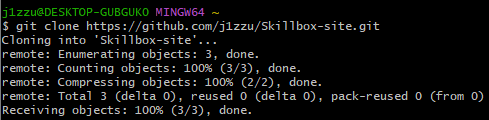 j1zzu@DESKTOP-GUBGUKO MINGW64 ~
$ git clone https://github.com/j1zzu/Skillbox-site.git
Cloning into 'Skillbox-site'...
remote: Enumerating objects: 3, done.
remote: Counting objects: 100% (3/3), done.
remote: Compressing objects: 100% (2/2), done.
remote: Total 3 (delta 0), reused 0 (delta 0), pack-reused 0 (from 0)
Receiving objects: 100% (3/3), done.